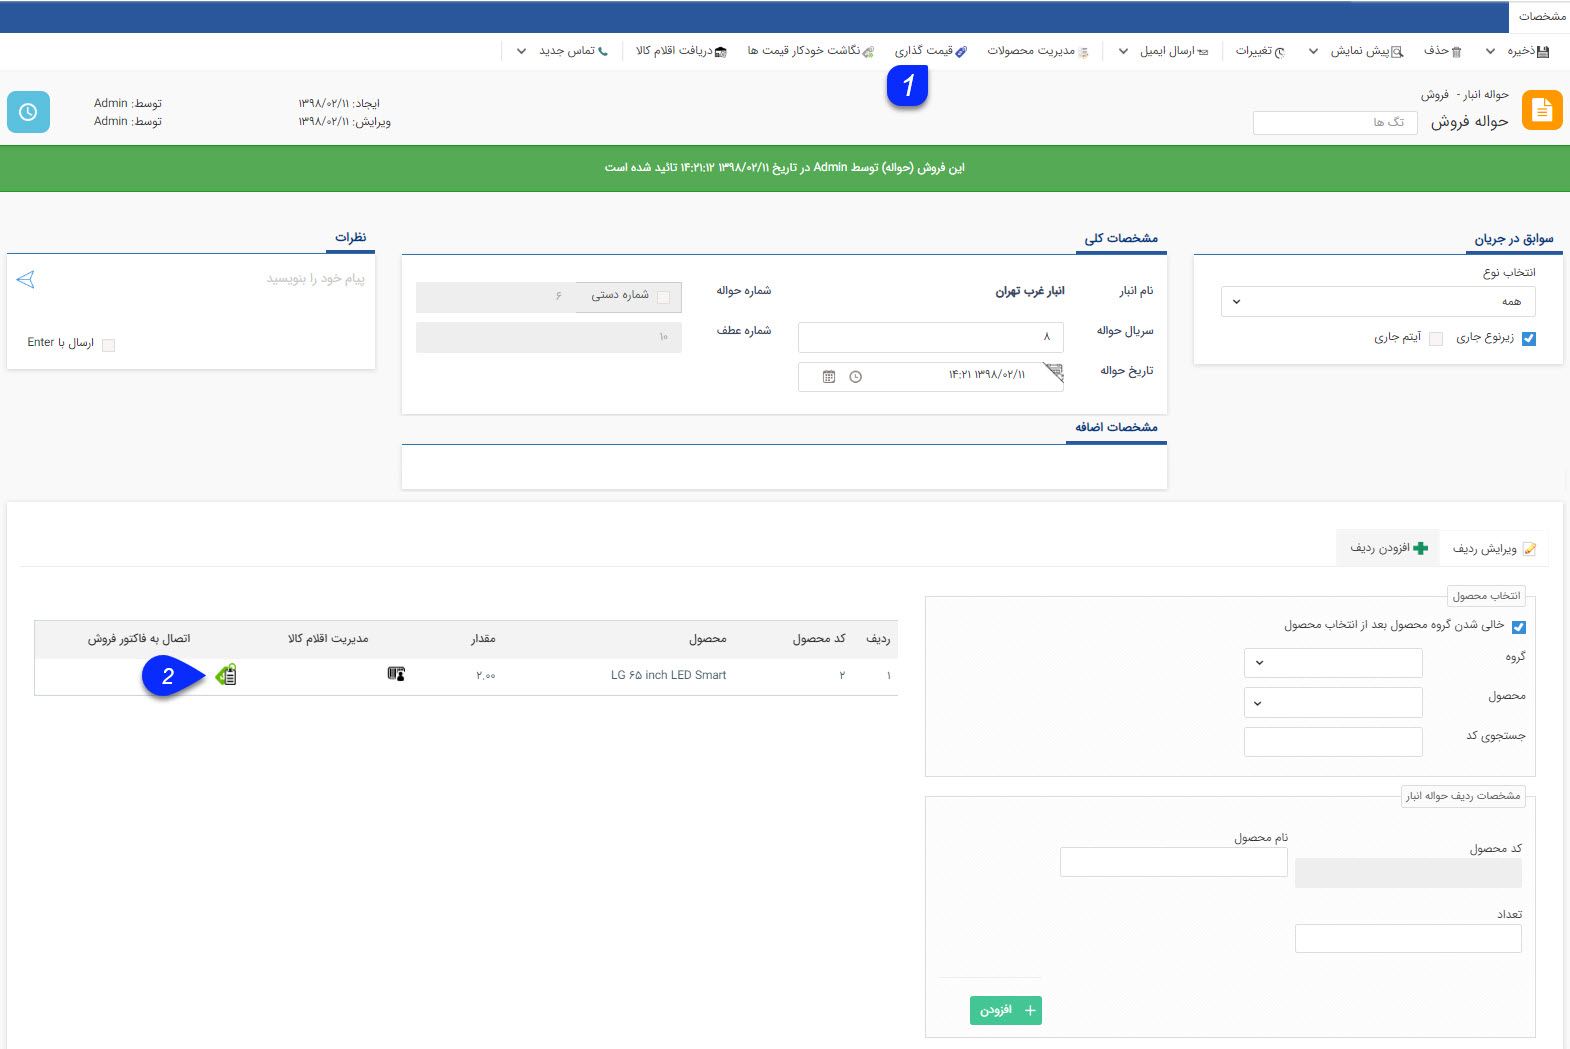 مشخصات
ذخیره
حذف
پیش نمایش
تغییرات
ارسال ایمیل
مدیریت محصولات
قیمت گذاری
نگاشت خودکار قیمت ها
دریافت اقلام کالا
تماس جدید
1
حواله انبار - فروش
حواله فروش
تگ ها
ایجاد: ۱۳۹۸/۰۲/۱۱
توسط: Admin
ویرایش: ۱۳۹۸/۰۲/۱۱
توسط: Admin
این فروش (حواله) توسط Admin در تاریخ ۱۳۹۸/۰۲/۱۱ ۱۴:۲۱:۱۲ تائید شده است
سوابق در جریان
انتخاب نوع
همه
زیرنوع جاری
آیتم جاری
مشخصات کلی
نام انبار
انبار غرب تهران
شماره حواله
شماره دستی
۶
سریال حواله
۸
شماره عطف
۱۰
تاریخ حواله
۱۳۹۸/۰۲/۱۱ ۱۴:۲۱
مشخصات اضافه
نظرات
پیام خود را بنویسید
ارسال با Enter
ویرایش ردیف
افزودن ردیف
انتخاب محصول
خالی شدن گروه محصول بعد از انتخاب محصول
گروه
محصول
جستجوی کد
مشخصات ردیف حواله انبار
کد محصول
نام محصول
تعداد
افزودن
ردیف کد محصول محصول مقدار مدیریت اقلام کالا اتصال به فاکتور فروش
۱ ۲ LG ۶۵ inch LED Smart ۲.۰۰
2